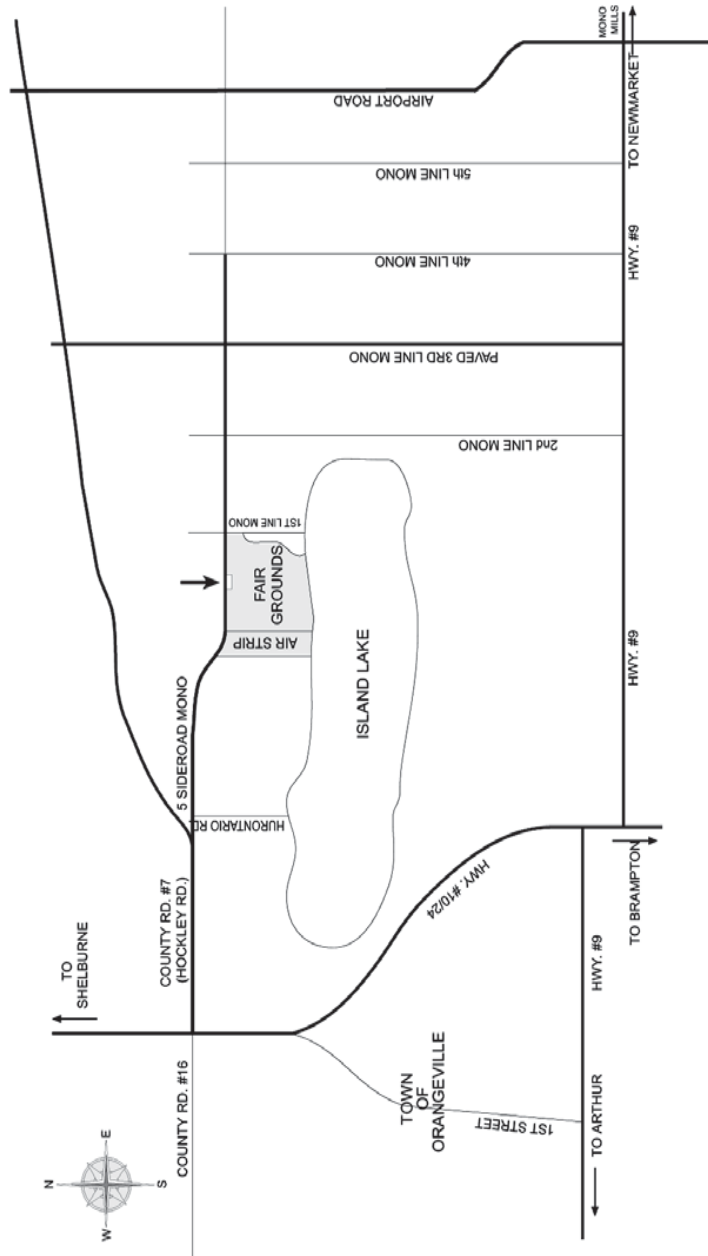 N
E
S
W
TO
SHELBURNE
COUNTY RD. #16
COUNTY RD. #7
(HOCKLEY RD.)
5 SIDEROAD MONO
HURONTARIO RD.
AIR STRIP
FAIR
GROUNDS
1ST LINE MONO
2nd LINE MONO
PAVED 3RD LINE MONO
4th LINE MONO
5th LINE MONO
AIRPORT ROAD
MONO
MILLS
TO NEWMARKET
HWY. #9
HWY. #9
ISLAND LAKE
HWY. #10/24
TO BRAMPTON
HWY. #9
TO ARTHUR
TOWN
OF
ORANGEVILLE
1ST STREET